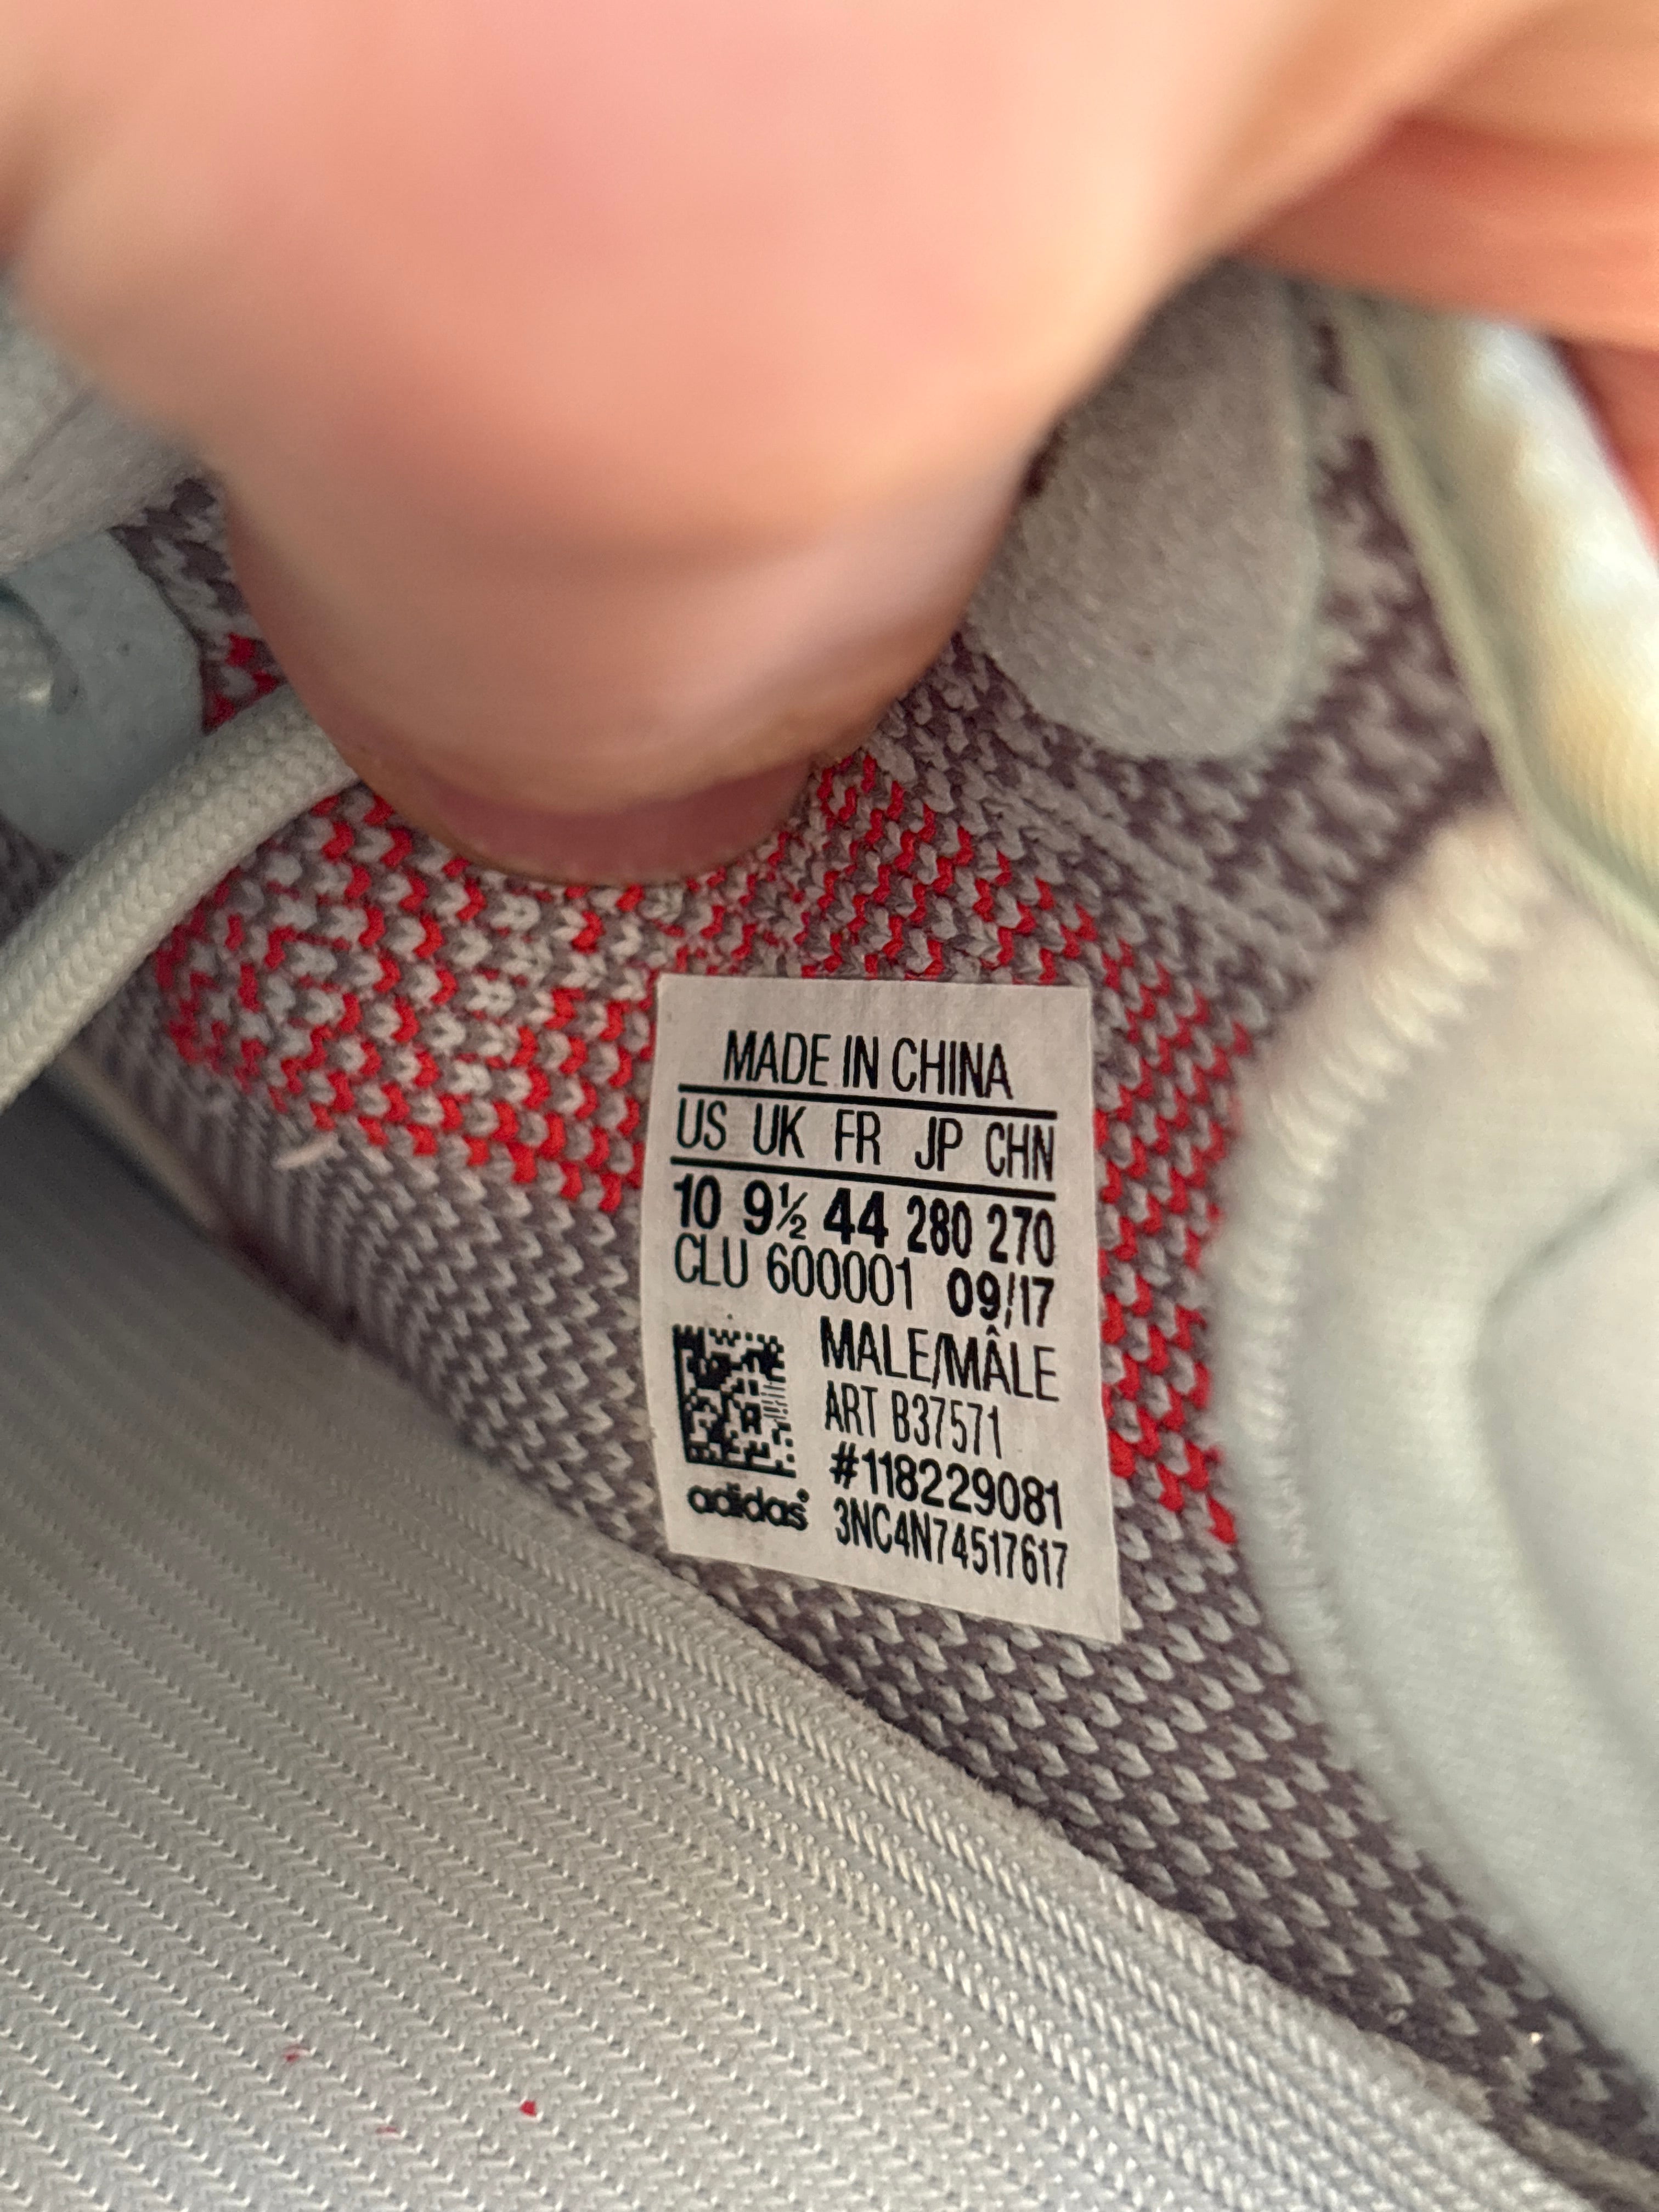 MADE IN CHINA
US UK FR JP CHN
10 9½ 44 280 270
CLU 600001 09/17
MALE/MÂLE
ART B37571
#118229081
adidas 3NC4N74517617